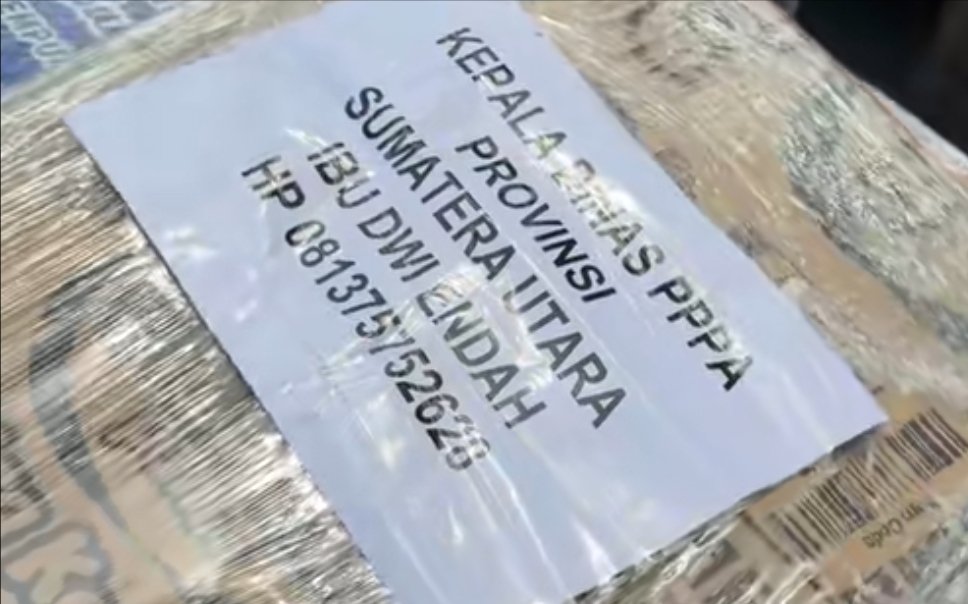 KEPALA DINAS PPPA
PROVINSI
SUMATERA UTARA
IBU DWI ENDAH
HP 081375752628